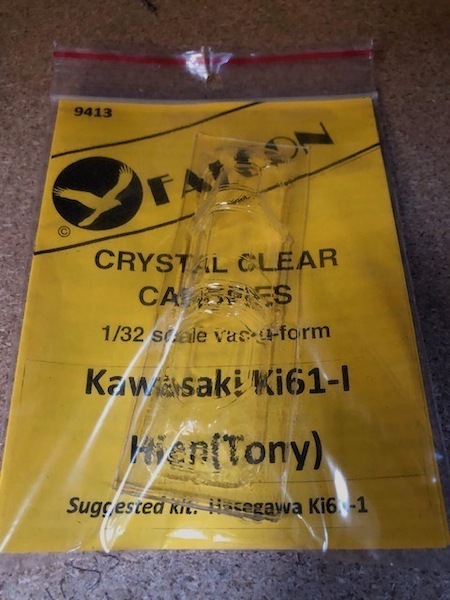 9413
FALCON
©
CRYSTAL CLEAR
CANOPIES
1/32 scale vac-u-form
Kawasaki Ki61-I
Hien(Tony)
Suggested kit: Hasegawa Ki61-1